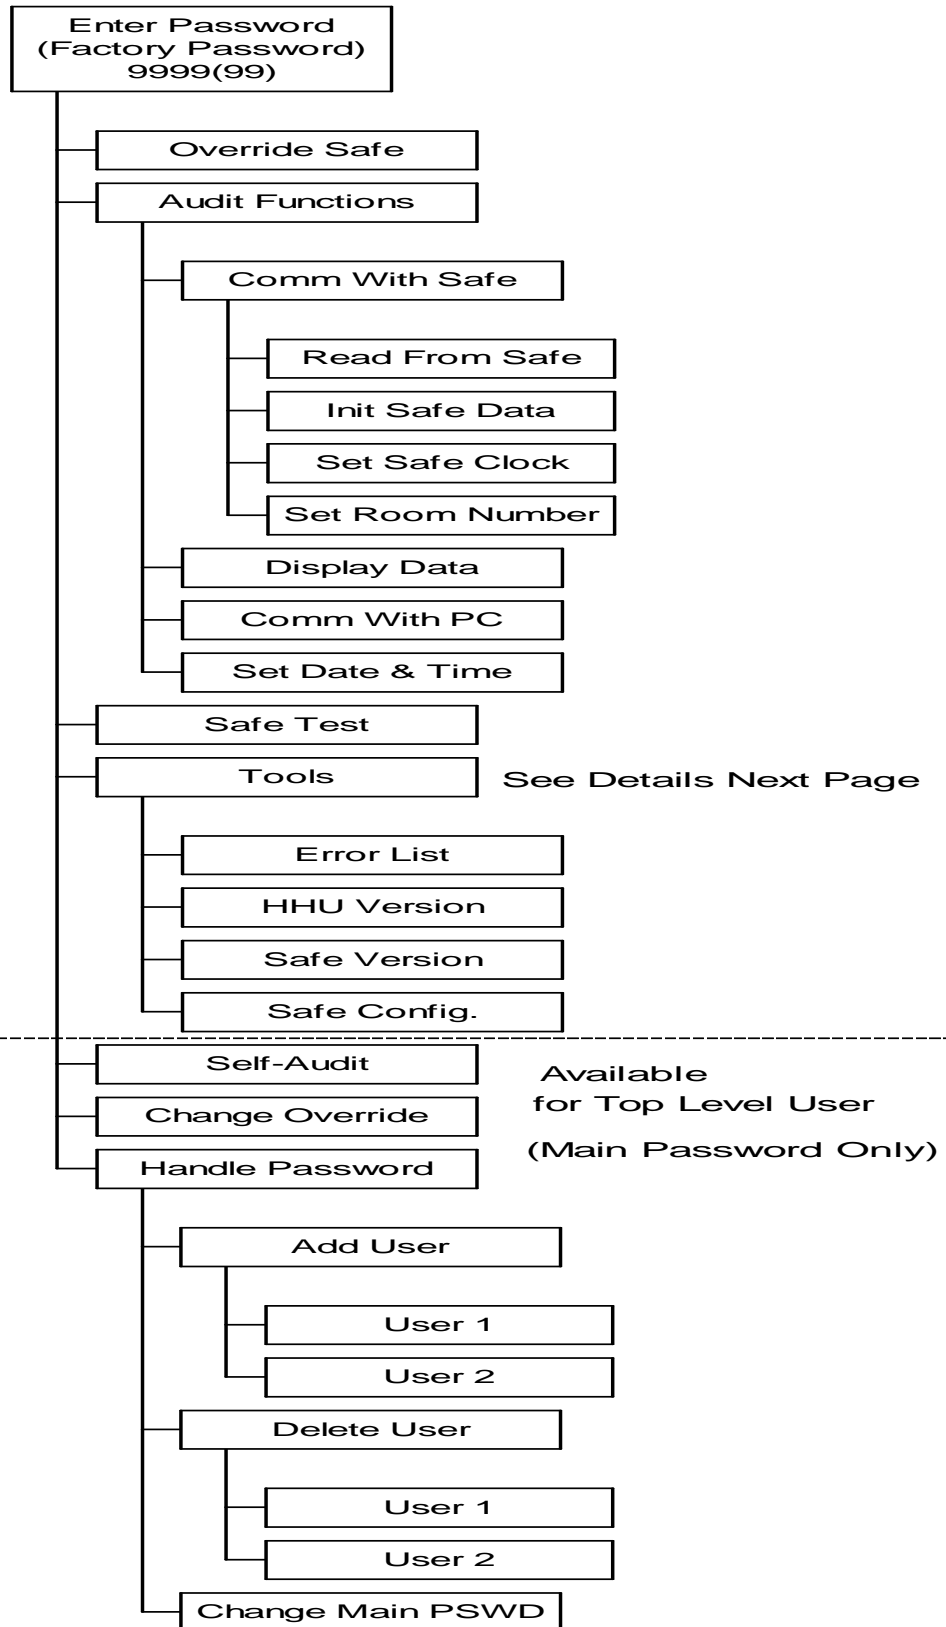 Enter Password
(Factory Password)
9999(99)
Override Safe
Audit Functions
Comm With Safe
Read From Safe
Init Safe Data
Set Safe Clock
Set Room Number
Display Data
Comm With PC
Set Date & Time
Safe Test
Tools
See Details Next Page
Error List
HHU Version
Safe Version
Safe Config.
Self-Audit
Available
for Top Level User
Change Override
(Main Password Only)
Handle Password
Add User
User 1
User 2
Delete User
User 1
User 2
Change Main PSWD